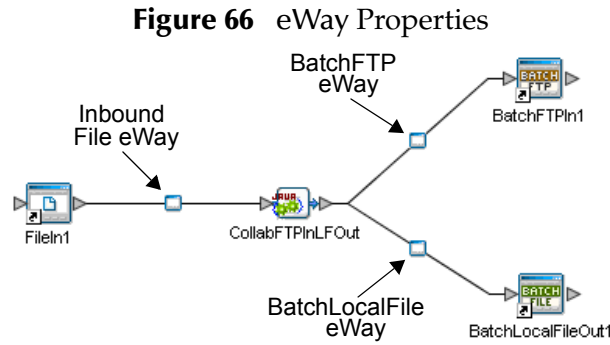 Figure 66 eWay Properties
BatchFTP
eWay
BATCH
FTP
BatchFTPIn1
Inbound
File eWay
FileIn1
JAVA
CollabFTPInLFOut
BatchLocalFile
eWay
BATCH
FILE
BatchLocalFileOut1